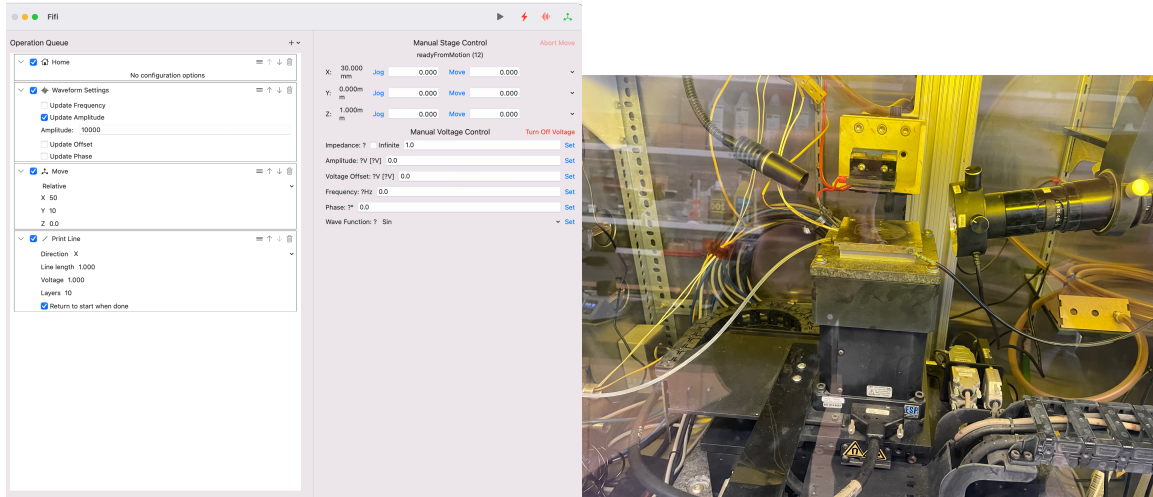 Fifi
Operation Queue
Home
No configuration options
Waveform Settings
Update Frequency
Update Amplitude
Amplitude: 10000
Update Offset
Update Phase
Move
Relative
X 50
Y 10
Z 0.0
Print Line
Direction X
Line length 1.000
Voltage 1.000
Layers 10
Return to start when done
Manual Stage Control Abort Move
readyFromMotion (12)
X: 30.000 mm Jog 0.000 Move 0.000
Y: 0.000m m Jog 0.000 Move 0.000
Z: 1.000m m Jog 0.000 Move 0.000
Manual Voltage Control Turn Off Voltage
Impedance: ? Infinite 1.0 Set
Amplitude: ?V [?V] 0.0 Set
Voltage Offset: ?V [?V] 0.0 Set
Frequency: ?Hz 0.0 Set
Phase: ?° 0.0 Set
Wave Function: ? Sin Set
ESP